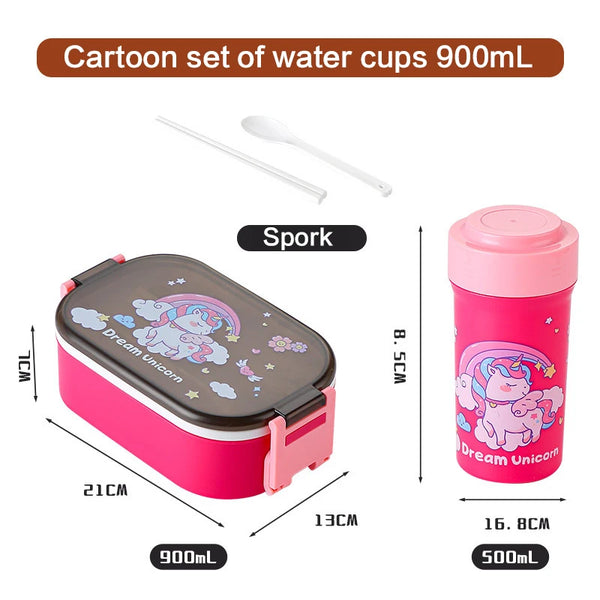 Cartoon set of water cups 900mL
Spork
7CM
21CM
13CM
900mL
Dream Unicorn
8.5CM
16.8CM
500mL
Dream Unicorn